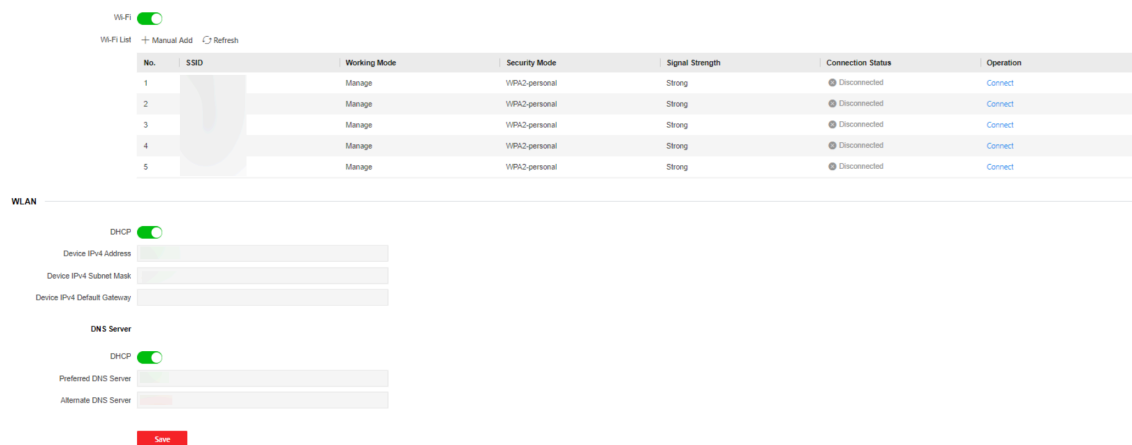 Wi-Fi
Wi-Fi List + Manual Add Refresh
No. SSID Working Mode Security Mode Signal Strength Connection Status Operation
1 Manage WPA2-personal Strong Disconnected Connect
2 Manage WPA2-personal Strong Disconnected Connect
3 Manage WPA2-personal Strong Disconnected Connect
4 Manage WPA2-personal Strong Disconnected Connect
5 Manage WPA2-personal Strong Disconnected Connect
WLAN
DHCP
Device IPv4 Address
Device IPv4 Subnet Mask
Device IPv4 Default Gateway
DNS Server
DHCP
Preferred DNS Server
Alternate DNS Server
Save